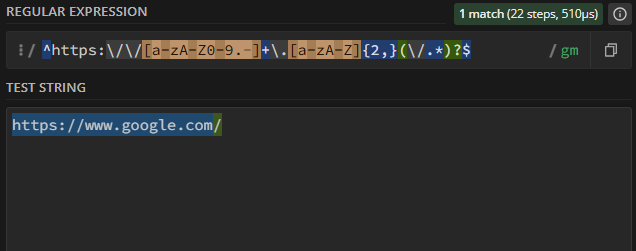 REGULAR EXPRESSION
1 match (22 steps, 510μs)
/ ^https:\/\/[a-zA-Z0-9.-]+\.[a-zA-Z]{2,}(\/.*)?$ / gm
TEST STRING
https://www.google.com/